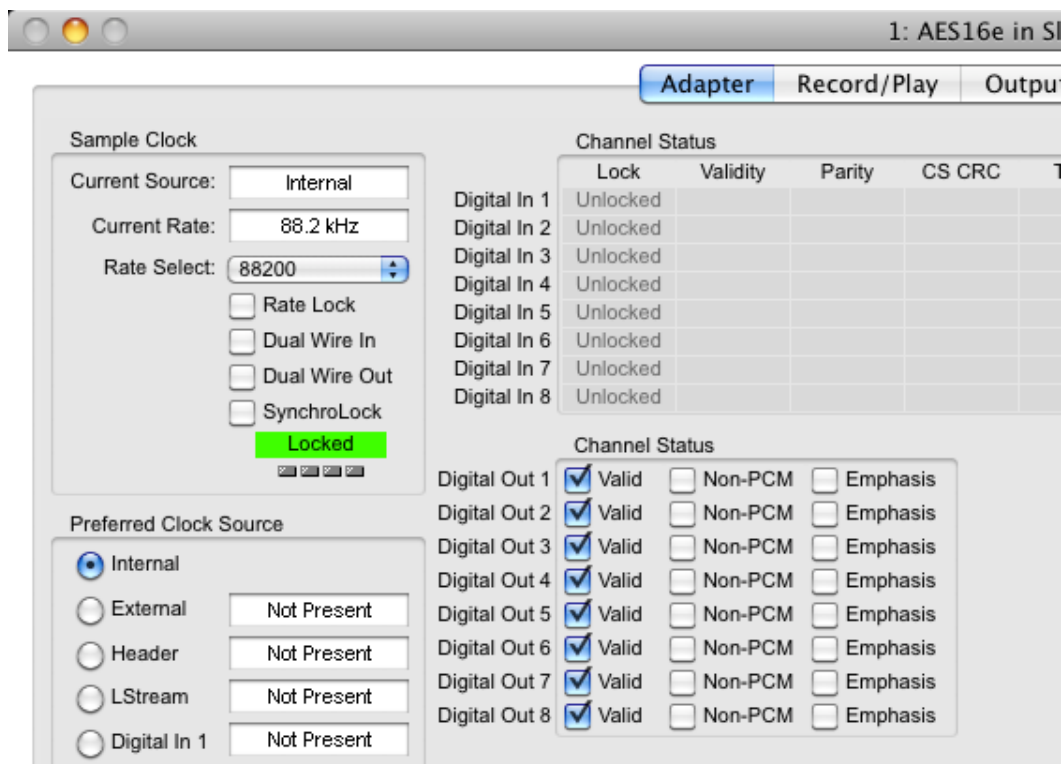 1: AES16e in Sl
Adapter Record/Play Output
Sample Clock
Current Source: Internal
Current Rate: 88.2 kHz
Rate Select: 88200
Rate Lock
Dual Wire In
Dual Wire Out
SynchroLock
Locked
Channel Status
Lock Validity Parity CS CRC T
Digital In 1 Unlocked
Digital In 2 Unlocked
Digital In 3 Unlocked
Digital In 4 Unlocked
Digital In 5 Unlocked
Digital In 6 Unlocked
Digital In 7 Unlocked
Digital In 8 Unlocked
Channel Status
Digital Out 1 Valid Non-PCM Emphasis
Digital Out 2 Valid Non-PCM Emphasis
Digital Out 3 Valid Non-PCM Emphasis
Digital Out 4 Valid Non-PCM Emphasis
Digital Out 5 Valid Non-PCM Emphasis
Digital Out 6 Valid Non-PCM Emphasis
Digital Out 7 Valid Non-PCM Emphasis
Digital Out 8 Valid Non-PCM Emphasis
Preferred Clock Source
Internal
External Not Present
Header Not Present
LStream Not Present
Digital In 1 Not Present